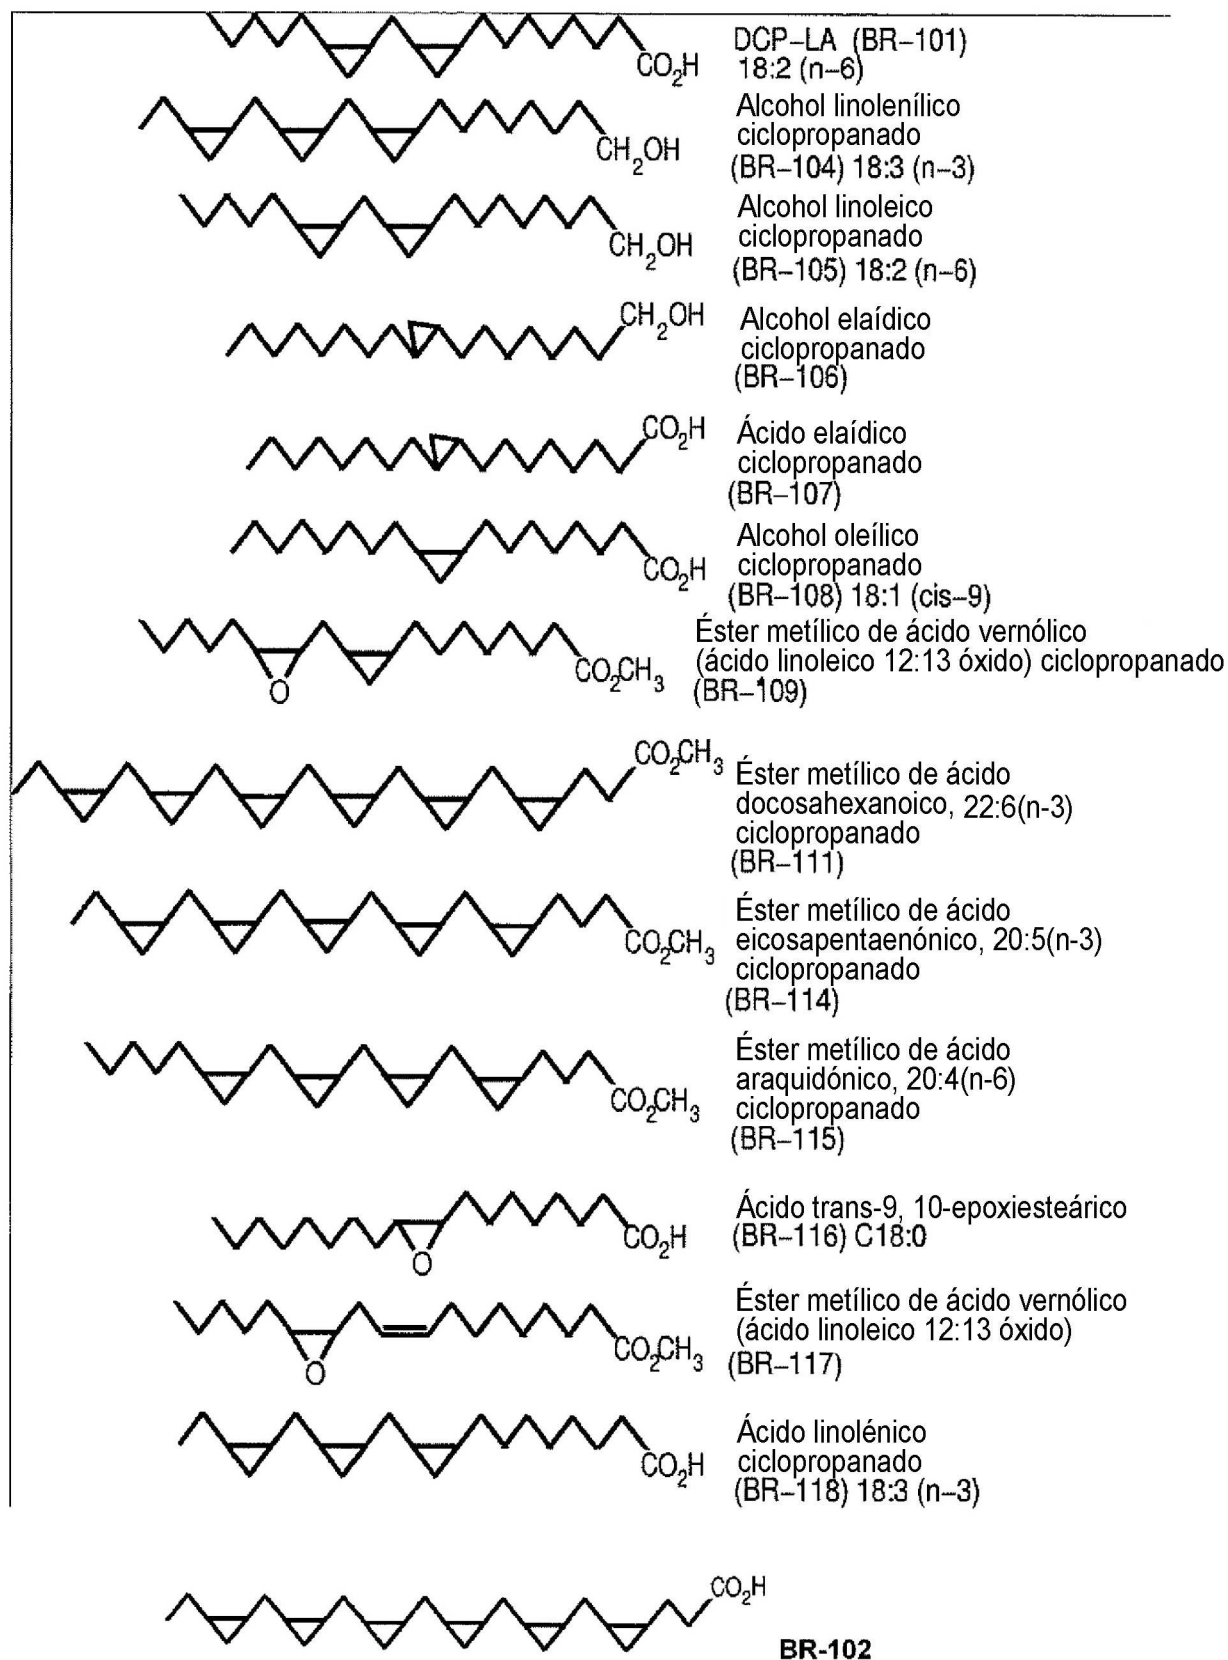 DCP–LA (BR–101)
CO₂H
18:2 (n–6)
Alcohol linolenílico
ciclopropanado
CH₂OH
(BR–104) 18:3 (n–3)
Alcohol linoleico
ciclopropanado
CH₂OH
(BR–105) 18:2 (n–6)
CH₂OH
Alcohol elaídico
ciclopropanado
(BR–106)
CO₂H
Ácido elaídico
ciclopropanado
(BR–107)
Alcohol oleílico
ciclopropanado
CO₂H
(BR–108) 18:1 (cis–9)
Éster metílico de ácido vernólico
(ácido linoleico 12:13 óxido) ciclopropanado
CO₂CH₃
O
(BR–109)
CO₂CH₃
Éster metílico de ácido
docosahexanoico, 22:6(n-3)
ciclopropanado
(BR–111)
Éster metílico de ácido
eicosapentaenónico, 20:5(n-3)
CO₂CH₃
ciclopropanado
(BR–114)
Éster metílico de ácido
araquidónico, 20:4(n-6)
CO₂CH₃
ciclopropanado
(BR–115)
Ácido trans-9, 10-epoxiesteárico
CO₂H
(BR–116) C18:0
O
Éster metílico de ácido vernólico
(ácido linoleico 12:13 óxido)
CO₂CH₃
O
(BR–117)
Ácido linolénico
ciclopropanado
CO₂H
(BR–118) 18:3 (n–3)
CO₂H
BR-102